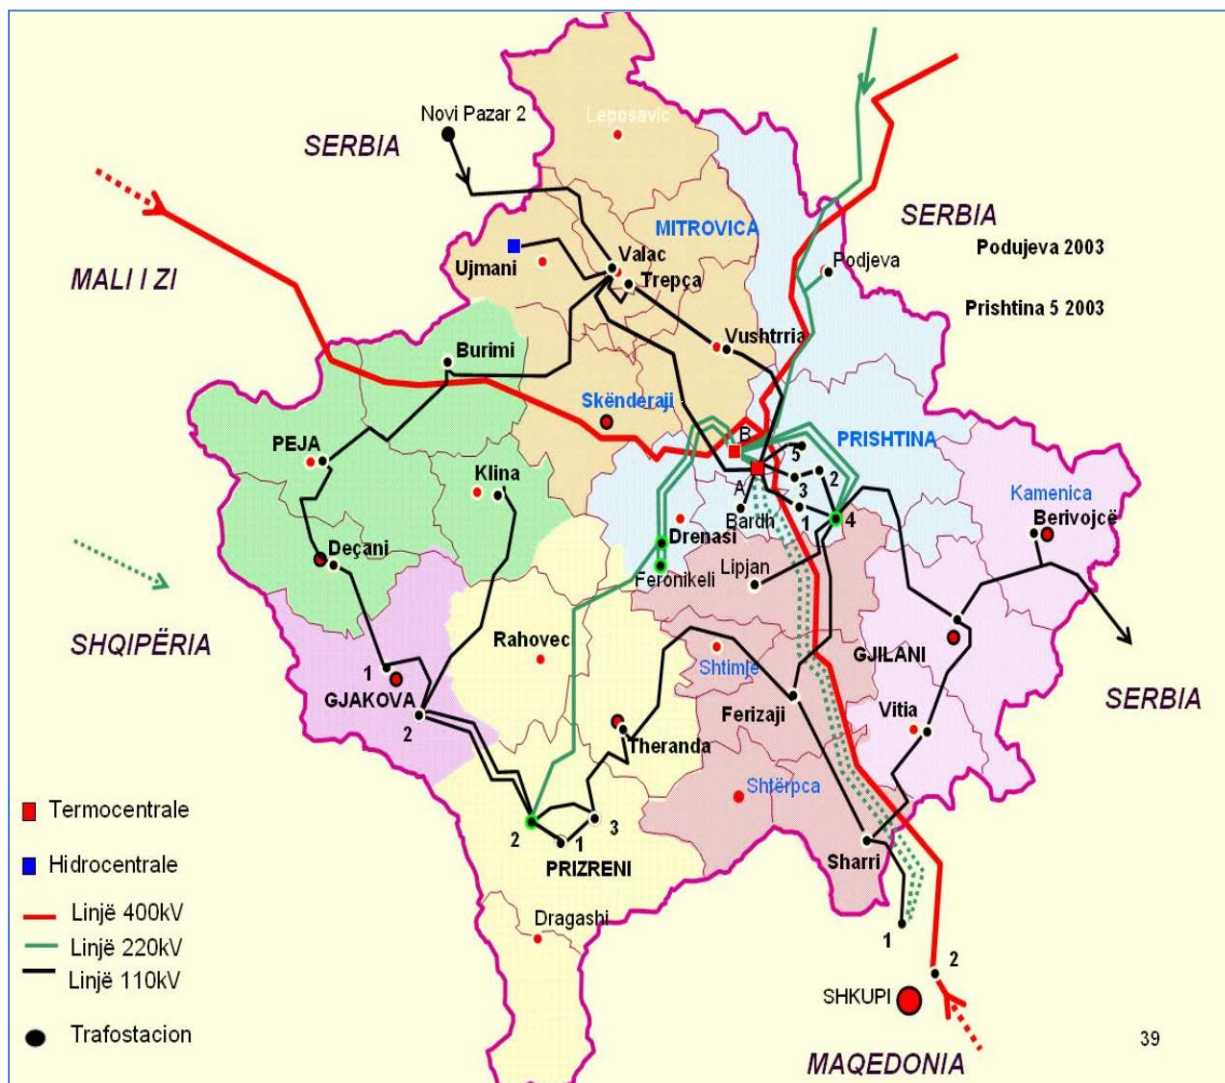 Novi Pazar 2
Leposavic
SERBIA
SERBIA
MITROVICA
Podujeva 2003
Valac
Podjeva
Ujmani
MALI I ZI
Trepça
Prishtina 5 2003
Vushtrria
Burimi
Skënderaji
B
PRISHTINA
PEJA
5
Klina
2
A
3
Kamenica
Bardh
1
4
Berivojcë
Drenasi
Deçani
Lipjan
Feronikeli
SHQIPËRIA
Rahovec
GJILANI
1
Shtimje
GJAKOVA
SERBIA
Ferizaji
Vitia
2
Theranda
Shtërpca
Termocentrale
2
1
3
Sharri
PRIZRENI
Hidrocentrale
Dragashi
Linjë 400kV
1
Linjë 220kV
2
Linjë 110kV
SHKUPI
Trafostacion
39
MAQEDONIA